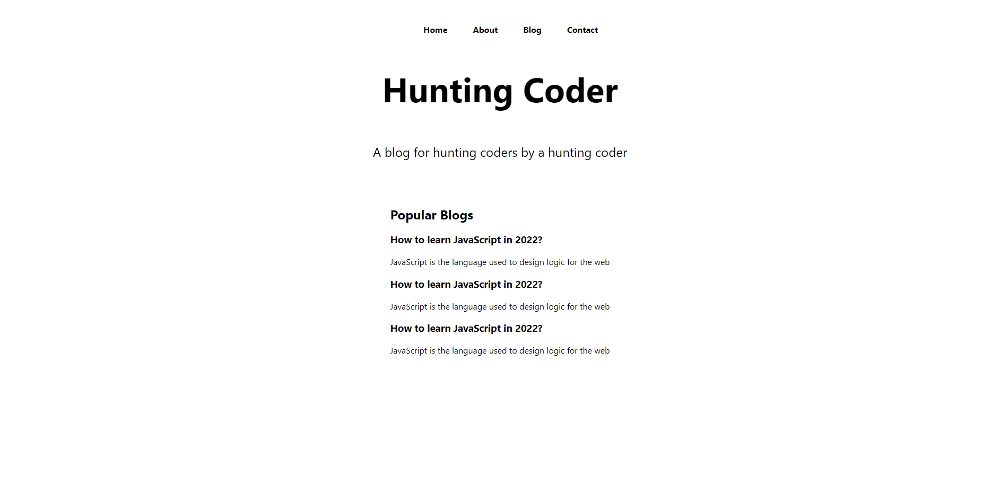 Home About Blog Contact
Hunting Coder
A blog for hunting coders by a hunting coder
Popular Blogs
How to learn JavaScript in 2022?
JavaScript is the language used to design logic for the web
How to learn JavaScript in 2022?
JavaScript is the language used to design logic for the web
How to learn JavaScript in 2022?
JavaScript is the language used to design logic for the web